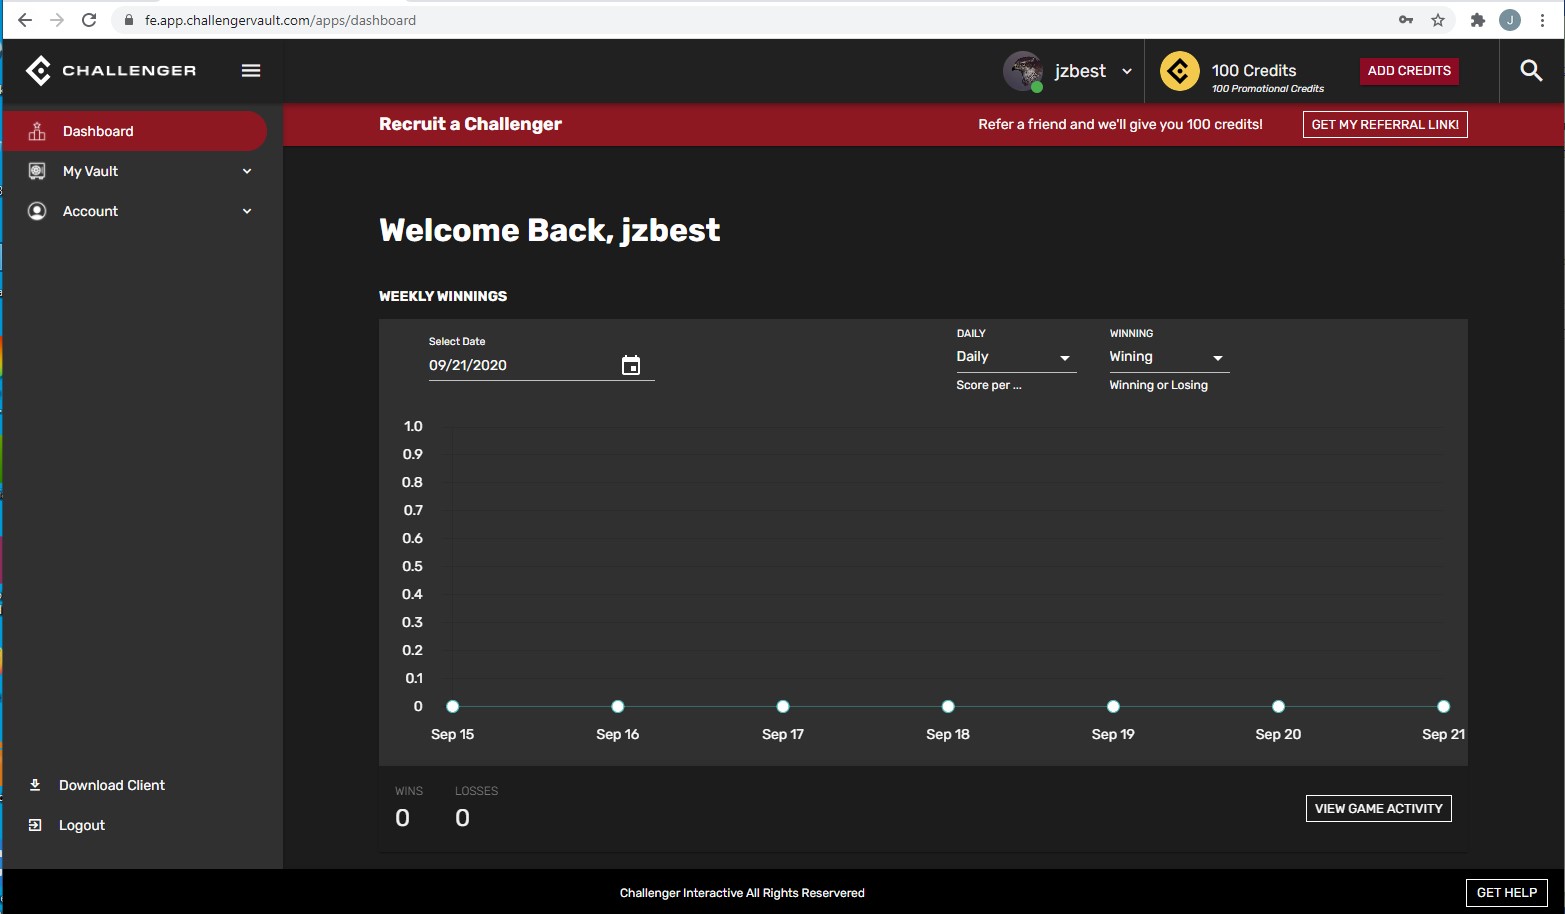 fe.app.challengervault.com/apps/dashboard
J
CHALLENGER
jzbest
100 Credits
100 Promotional Credits
ADD CREDITS
Dashboard
My Vault
Account
Recruit a Challenger
Refer a friend and we'll give you 100 credits!
GET MY REFERRAL LINK!
Welcome Back, jzbest
WEEKLY WINNINGS
Select Date
09/21/2020
DAILY
Daily
Score per ...
WINNING
Wining
Winning or Losing
1.0
0.9
0.8
0.7
0.6
0.5
0.4
0.3
0.2
0.1
0
Sep 15 Sep 16 Sep 17 Sep 18 Sep 19 Sep 20 Sep 21
WINS LOSSES
0 0
VIEW GAME ACTIVITY
Download Client
Logout
Challenger Interactive All Rights Reservered
GET HELP